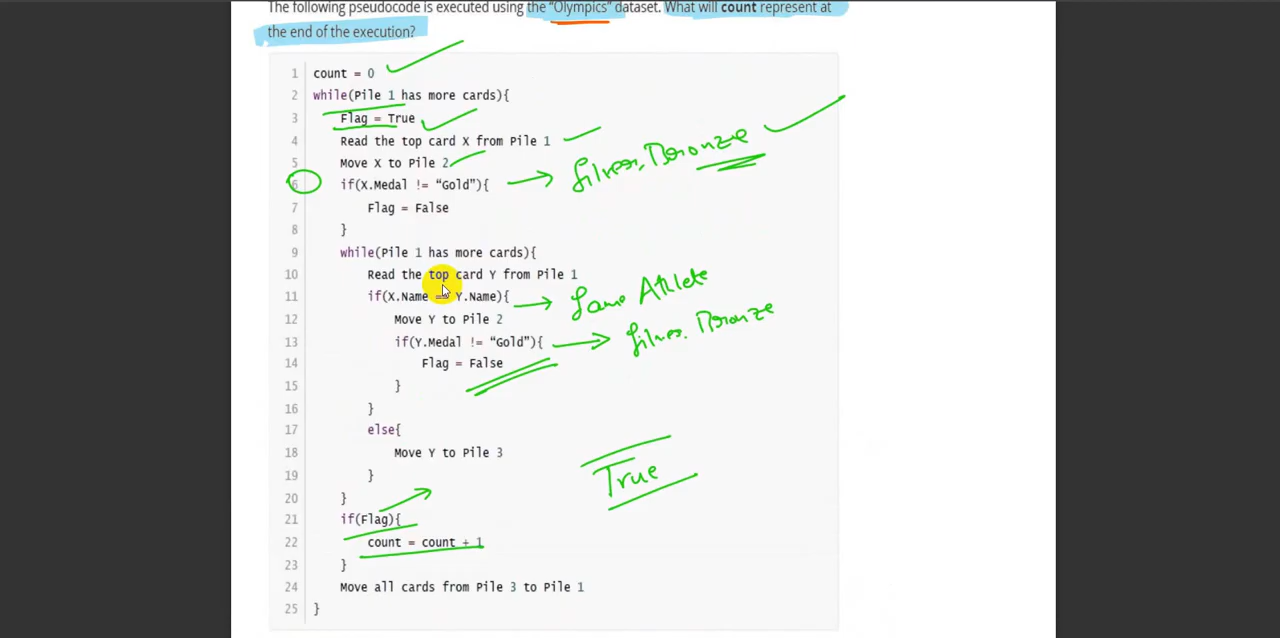 The following pseudocode is executed using the “Olympics” dataset. What will count represent at
the end of the execution?
1 count = 0
2 while(Pile 1 has more cards){
3 Flag = True
4 Read the top card X from Pile 1
5 Move X to Pile 2
6 if(X.Medal != “Gold”){
Silver, Bronze
7 Flag = False
8 }
9 while(Pile 1 has more cards){
10 Read the top card Y from Pile 1
11 if(X.Name == Y.Name){
Same Athlete
12 Move Y to Pile 2
13 if(Y.Medal != “Gold”){
Silver, Bronze
14 Flag = False
15 }
16 }
17 else{
18 Move Y to Pile 3
True
19 }
20 }
21 if(Flag){
22 count = count + 1
23 }
24 Move all cards from Pile 3 to Pile 1
25 }